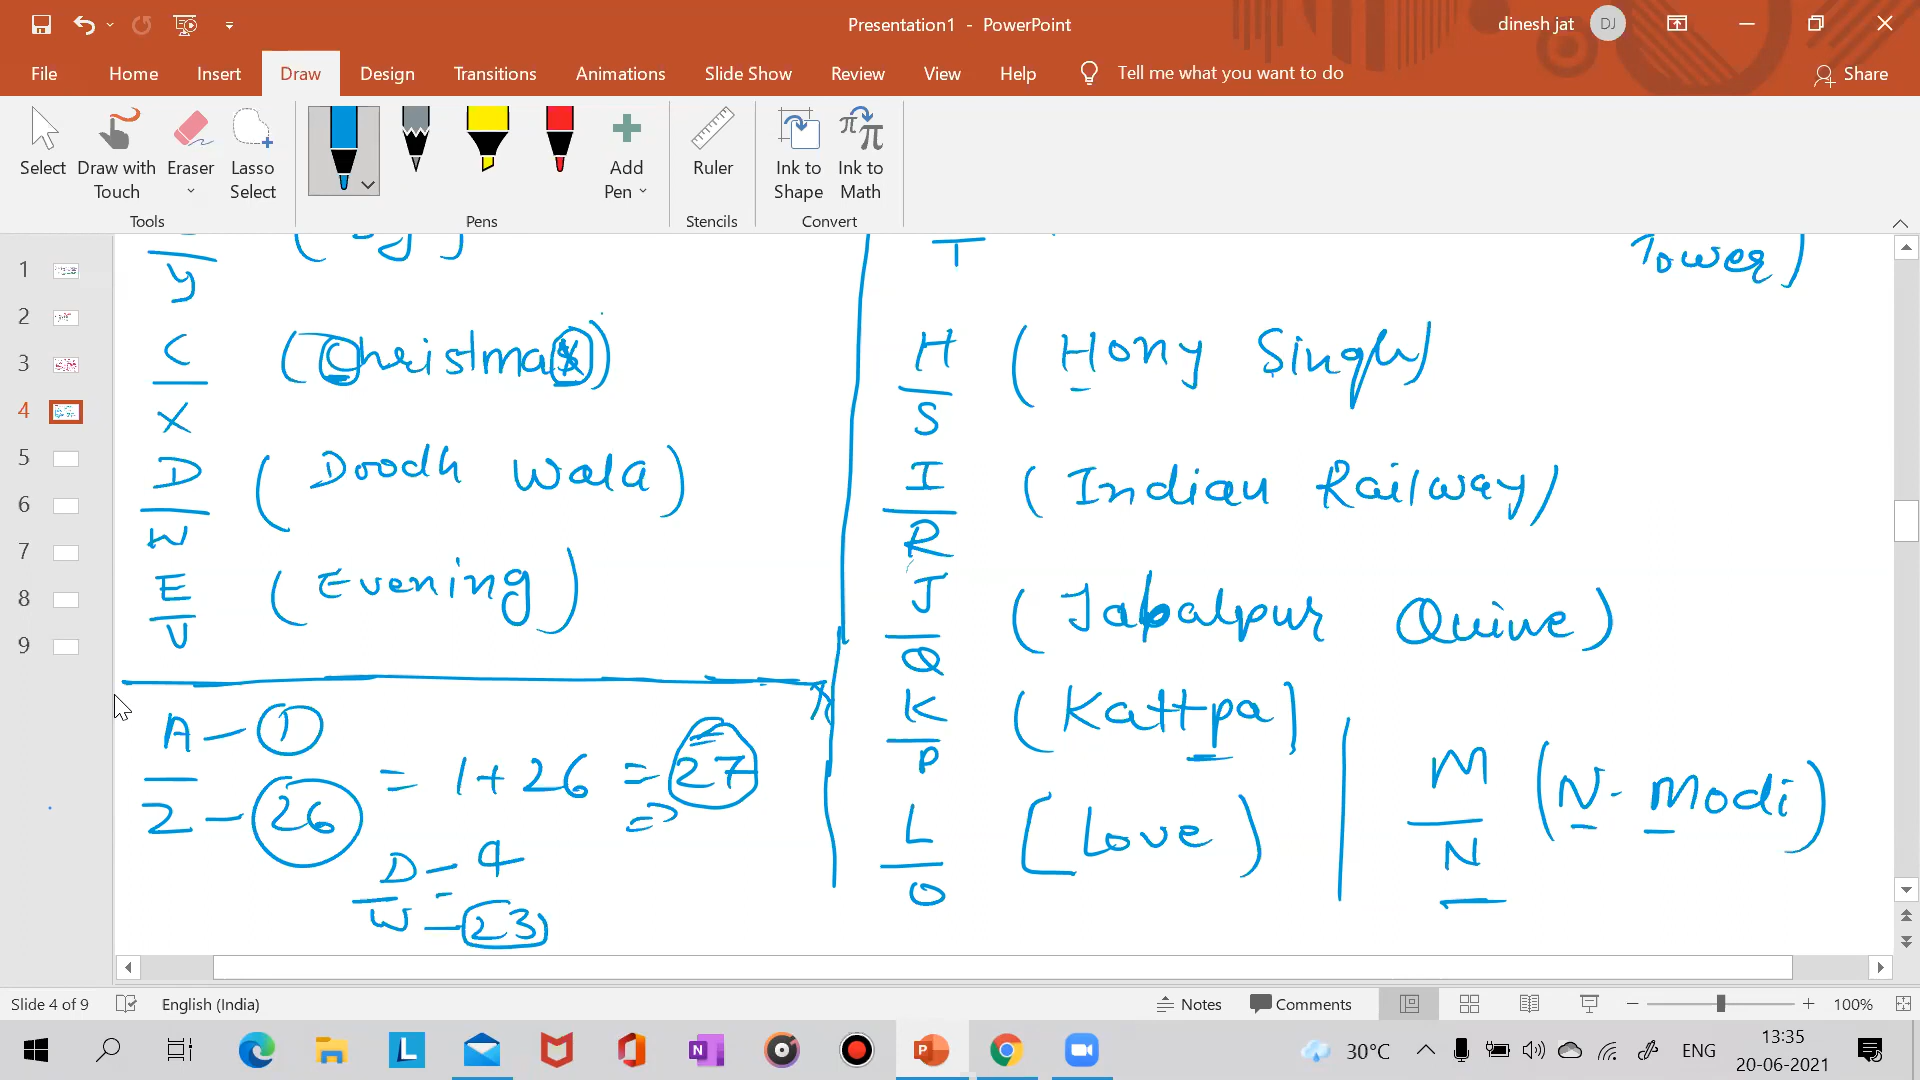 Presentation1 - PowerPoint
dinesh jat
DJ
File Home Insert Draw Design Transitions Animations Slide Show Review View Help Tell me what you want to do
Share
Select
Draw with Touch
Eraser
Lasso Select
Add Pen
Ruler
Ink to Shape
Ink to Math
Tools
Pens
Stencils
Convert
1
2
3
4
5
6
7
8
9
y
C (Christmas)
X
D (Doodh Wala)
W
E (Evening)
V
A - 1
Z - 26 = 1 + 26 = 27
=>
D - 4
W - 23
T
Tower)
H (Hony Singh)
S
I (Indian Railway)
R
J (Jabalpur Quine)
Q
K (Kattpa)
P
L (Love)
O
M (N. Modi)
N
Slide 4 of 9
English (India)
Notes
Comments
100%
30°C
ENG
13:35
20-06-2021